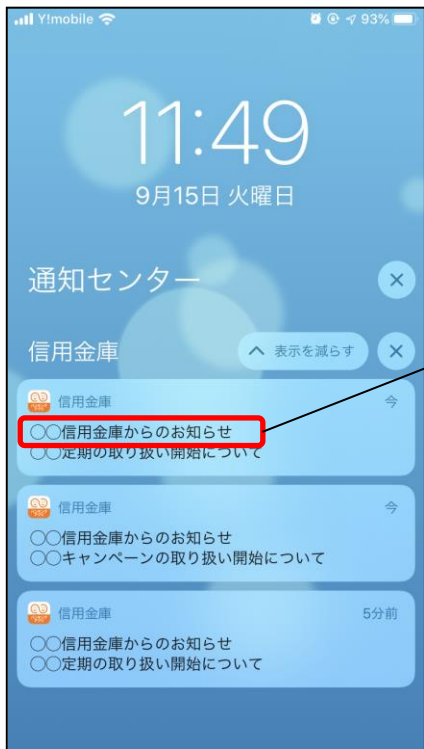 Y!mobile 93%
11:49
9月15日 火曜日
通知センター
信用金庫
表示を減らす
信用金庫 今
○○信用金庫からのお知らせ
○○定期の取り扱い開始について
信用金庫 今
○○信用金庫からのお知らせ
○○キャンペーンの取り扱い開始について
信用金庫 5分前
○○信用金庫からのお知らせ
○○定期の取り扱い開始について